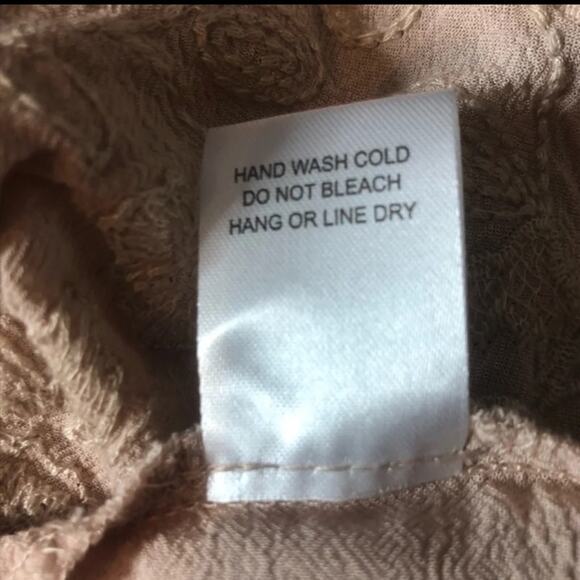 HAND WASH COLD
DO NOT BLEACH
HANG OR LINE DRY